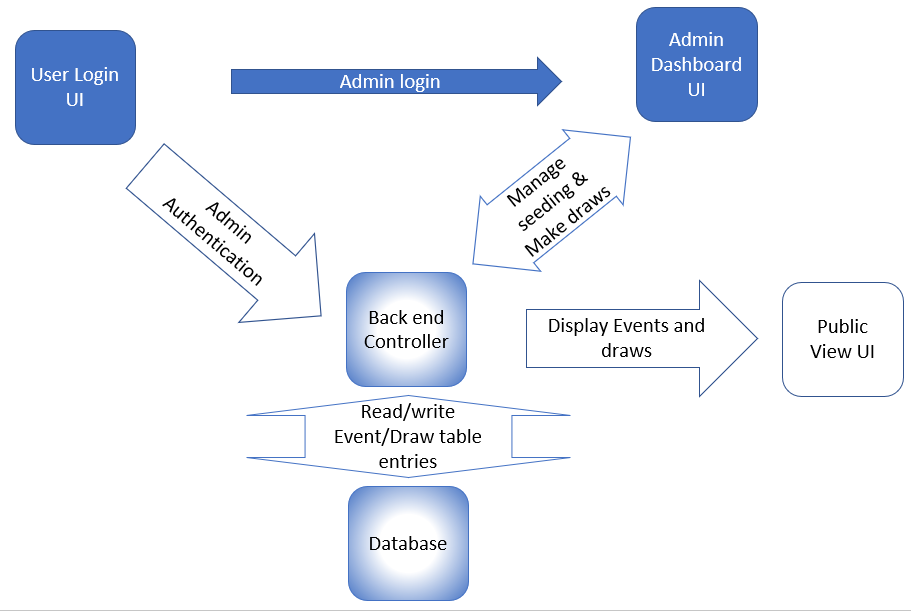 User Login
UI
Admin login
Admin
Dashboard
UI
Admin
Authentication
Manage
seeding &
Make draws
Back end
Controller
Display Events and
draws
Public
View UI
Read/write
Event/Draw table
entries
Database